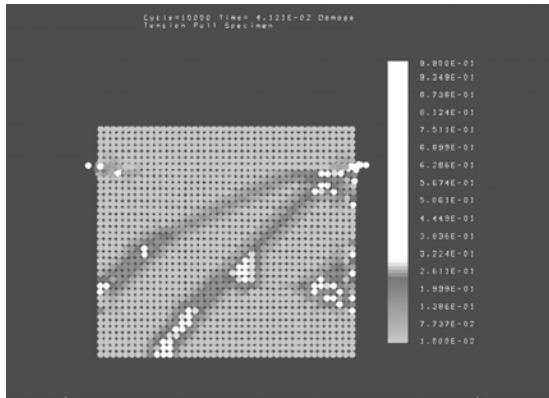 Cycle=10000 Time= 4.321E-02 Damage
Tension Pull Specimen
9.800E-01
9.349E-01
8.736E-01
8.124E-01
7.511E-01
6.899E-01
6.286E-01
5.674E-01
5.061E-01
4.449E-01
3.836E-01
3.224E-01
2.611E-01
1.999E-01
1.386E-01
7.737E-02
1.000E-02